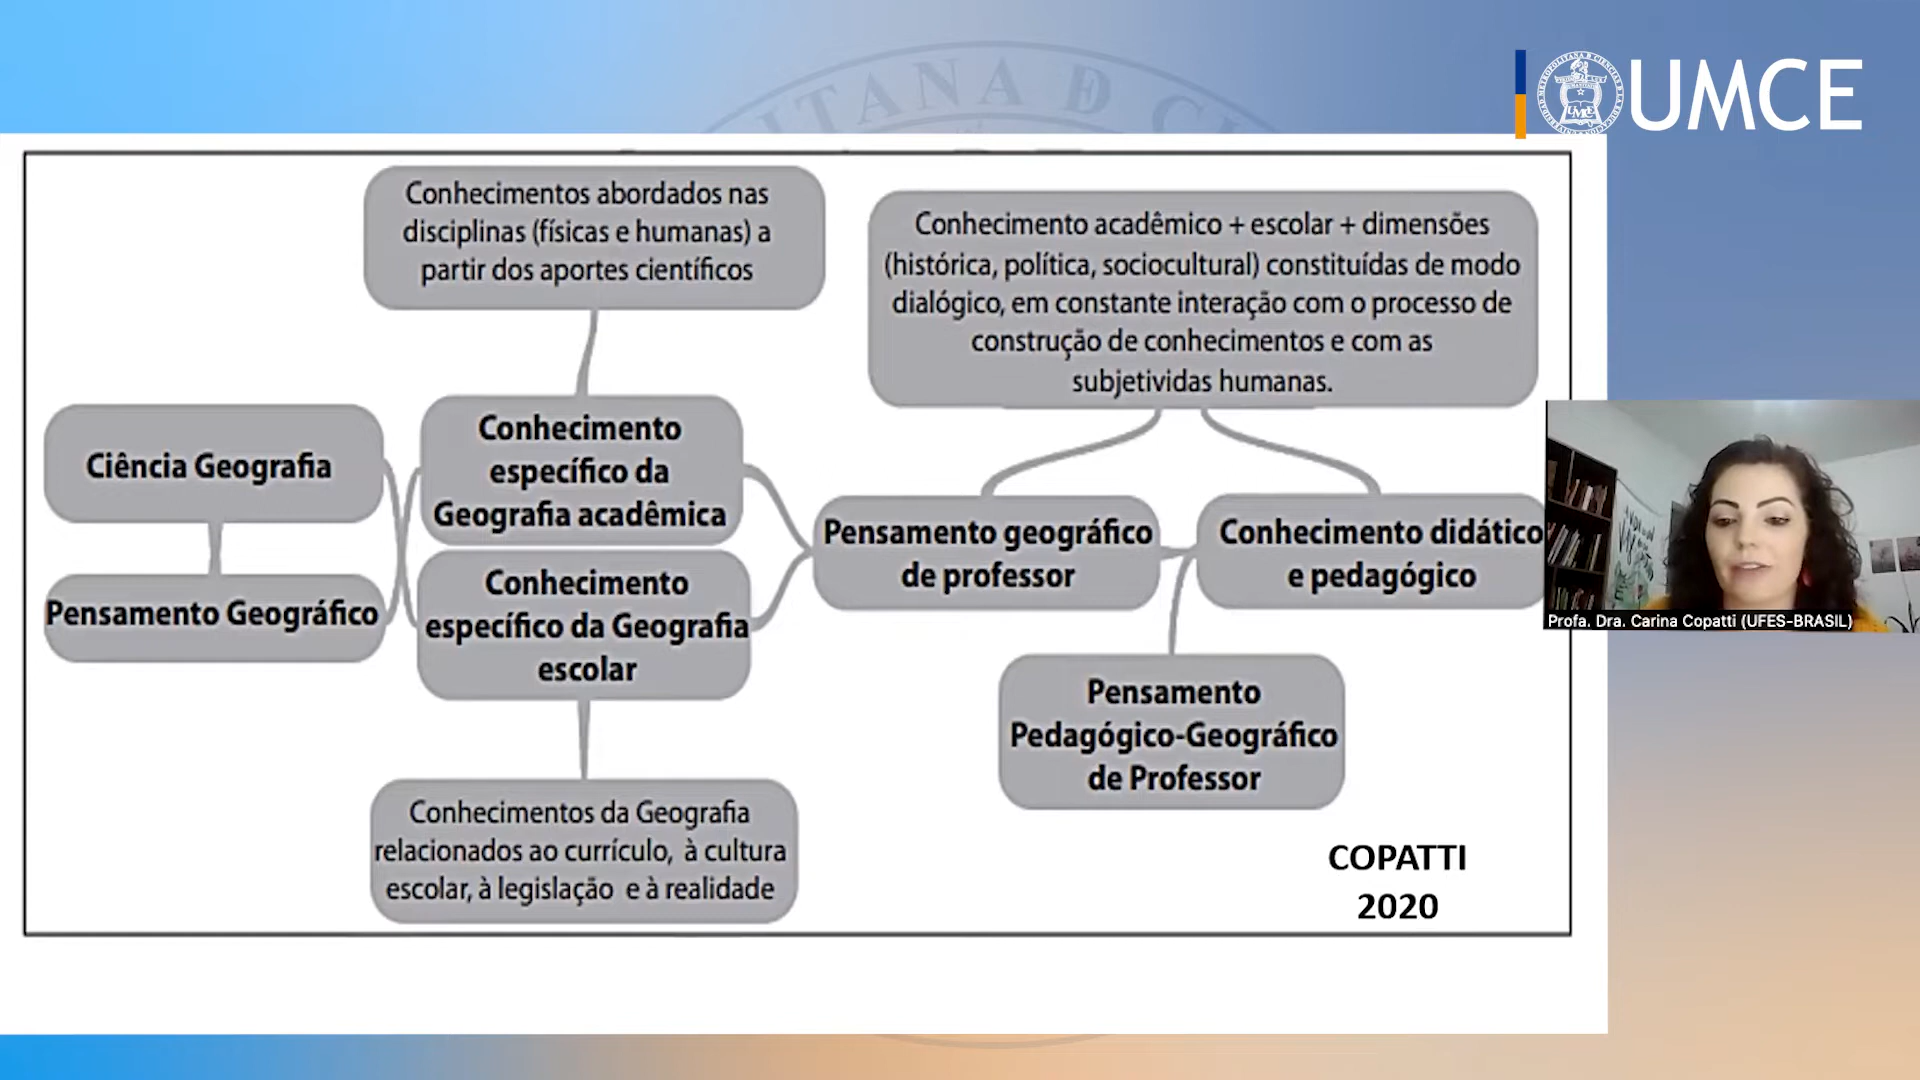 ITANA Đ C
UMCE
Conhecimentos abordados nas
disciplinas (físicas e humanas) a
partir dos aportes científicos
Conhecimento acadêmico + escolar + dimensões
(histórica, política, sociocultural) constituídas de modo
dialógico, em constante interação com o processo de
construção de conhecimentos e com as
subjetividas humanas.
Ciência Geografia
Pensamento Geográfico
Conhecimento
específico da
Geografia acadêmica
Conhecimento
específico da Geografia
escolar
Pensamento geográfico
de professor
Conhecimento didático
e pedagógico
Profa. Dra. Carina Copatti (UFES-BRASIL)
Pensamento
Pedagógico-Geográfico
de Professor
Conhecimentos da Geografia
relacionados ao currículo, à cultura
escolar, à legislação e à realidade
COPATTI
2020